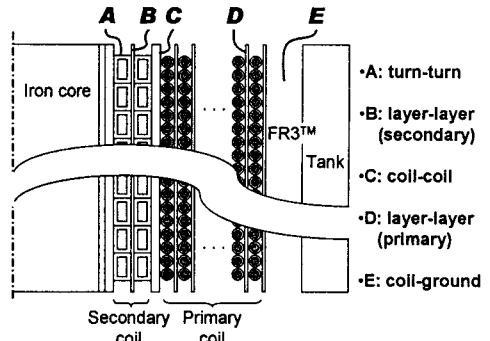 A B C D E
Iron core
FR3™
Tank
•A: turn-turn
•B: layer-layer
(secondary)
•C: coil-coil
•D: layer-layer
(primary)
•E: coil-ground
Secondary
coil
Primary
coil